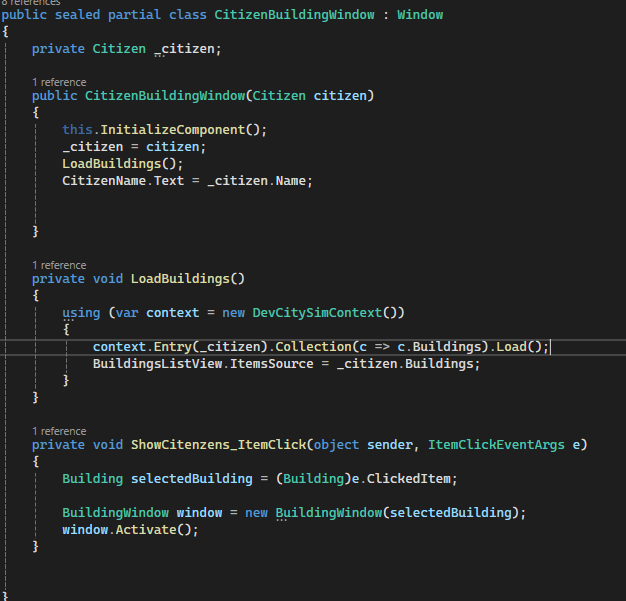 8 references
public sealed partial class CitizenBuildingWindow : Window
{
private Citizen _citizen;
1 reference
public CitizenBuildingWindow(Citizen citizen)
{
this.InitializeComponent();
_citizen = citizen;
LoadBuildings();
CitizenName.Text = _citizen.Name;
}
1 reference
private void LoadBuildings()
{
using (var context = new DevCitySimContext())
{
context.Entry(_citizen).Collection(c => c.Buildings).Load();
BuildingsListView.ItemsSource = _citizen.Buildings;
}
}
1 reference
private void ShowCitenzens_ItemClick(object sender, ItemClickEventArgs e)
{
Building selectedBuilding = (Building)e.ClickedItem;
BuildingWindow window = new BuildingWindow(selectedBuilding);
window.Activate();
}
}